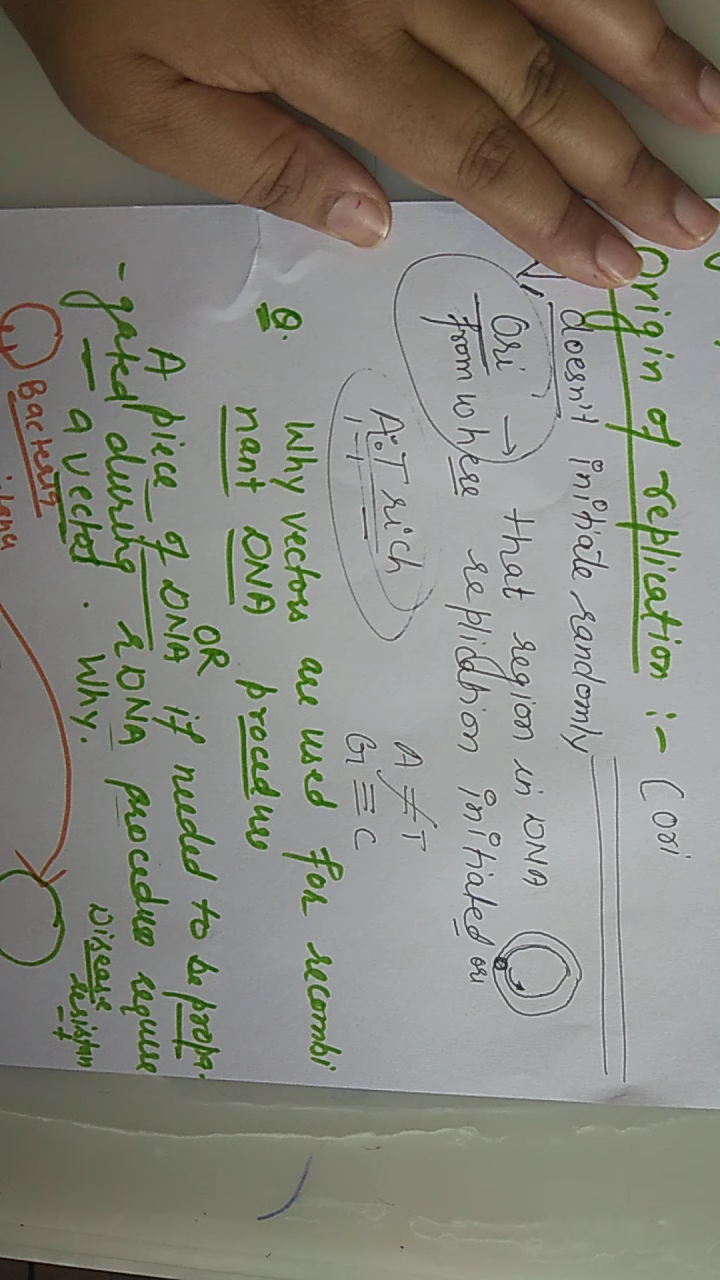 Origin of replication :- (ori
doesn't initiate randomly
Ori → that region in DNA
from where replication initiated ori
A:T rich
A = T
G ≡ C
Q. Why vectors are used for recombi
nant DNA procedure
OR
A piece of DNA if needed to be propa-
-gated during rDNA procedure require
a vector. Why.
Disease
Bacteria